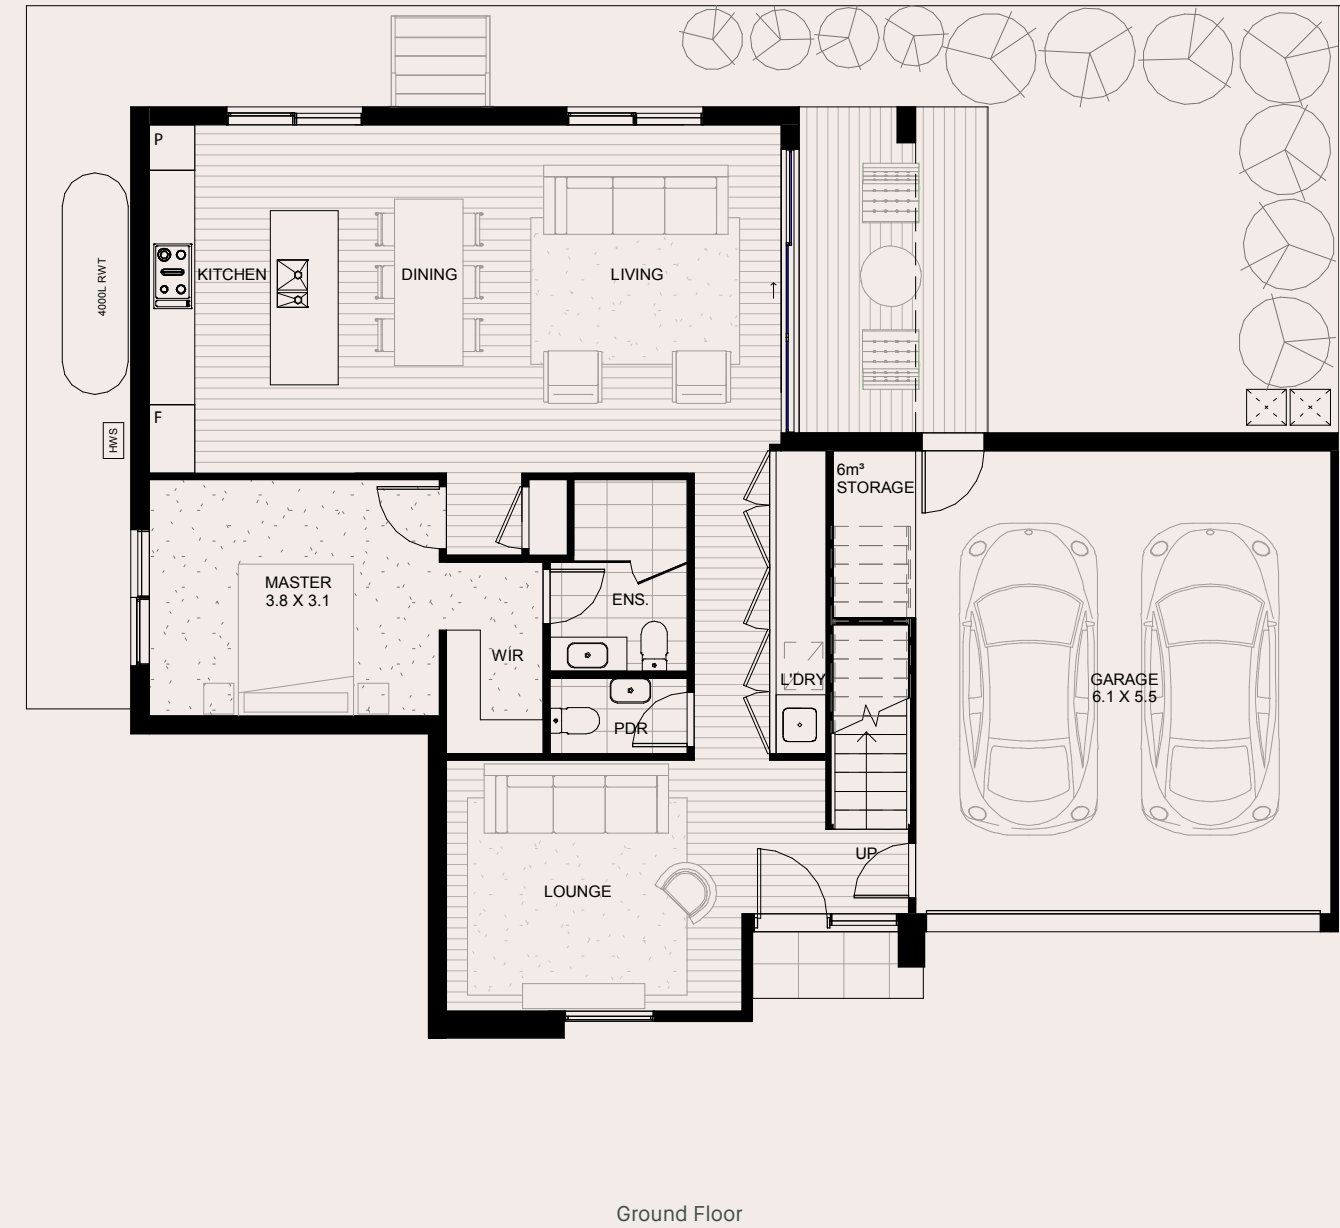 P
KITCHEN
DINING
LIVING
4000L RWT
F
HWS
6m³
STORAGE
MASTER
3.8 X 3.1
ENS.
WIR
L'DRY
GARAGE
6.1 X 5.5
PDR
UP
LOUNGE
Ground Floor